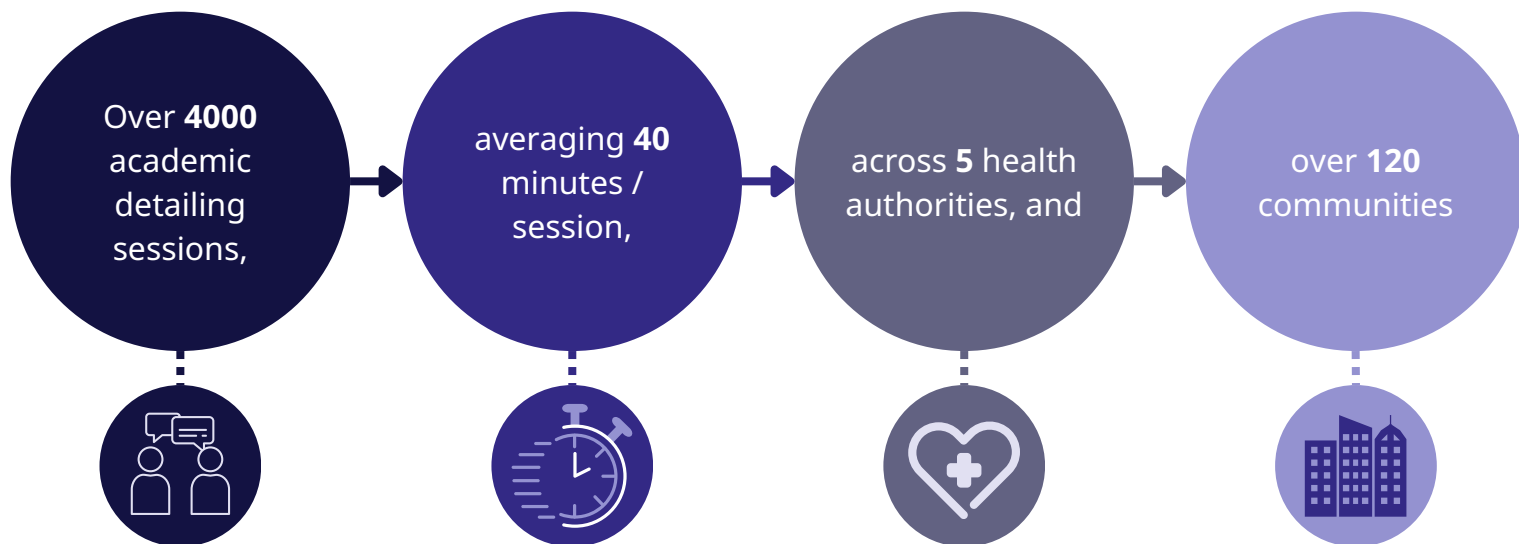 Over 4000
academic
detailing
sessions,
averaging 40
minutes /
session,
across 5 health
authorities, and
over 120
communities